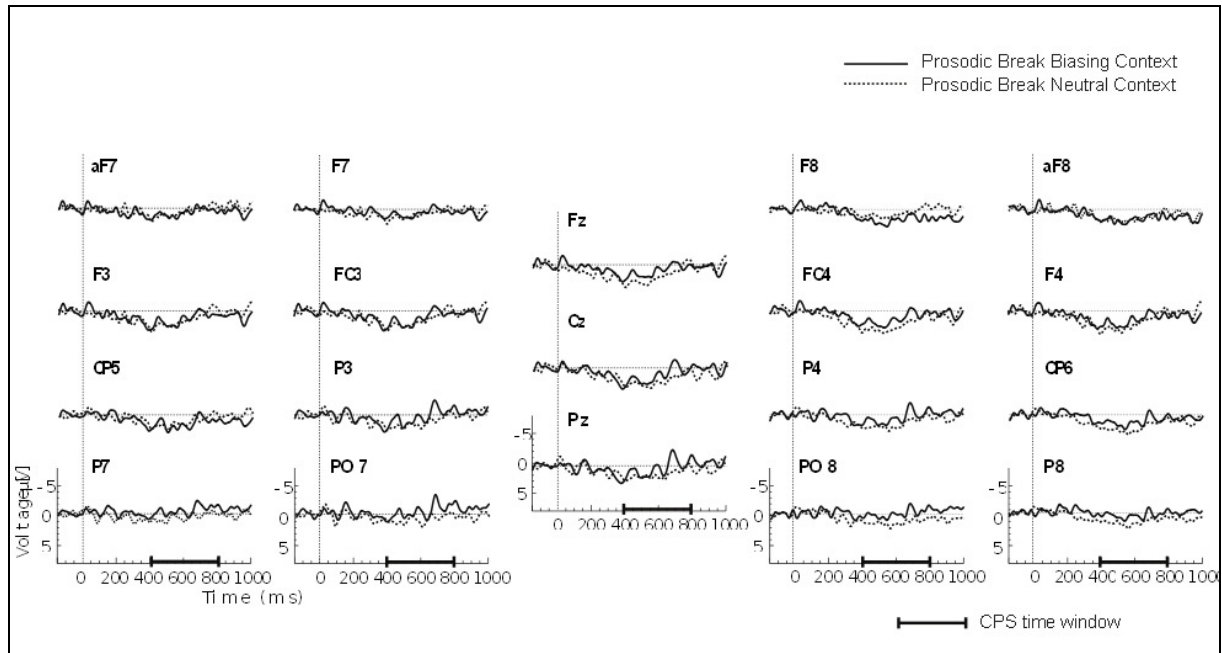 Prosodic Break Biasing Context
Prosodic Break Neutral Context
aF7
F7
F8
aF8
Fz
F3
FC3
FC4
F4
Cz
CP5
P3
P4
CP6
Pz
-5
0
5
P7
PO 7
PO 8
P8
Voltage[µV]
-5
0
5
-5
0
5
-5
0
5
-5
0
5
0 200 400 600 800 1000
0 200 400 600 800 1000
0 200 400 600 800 1000
0 200 400 600 800 1000
0 200 400 600 800 1000
Time (ms)
CPS time window